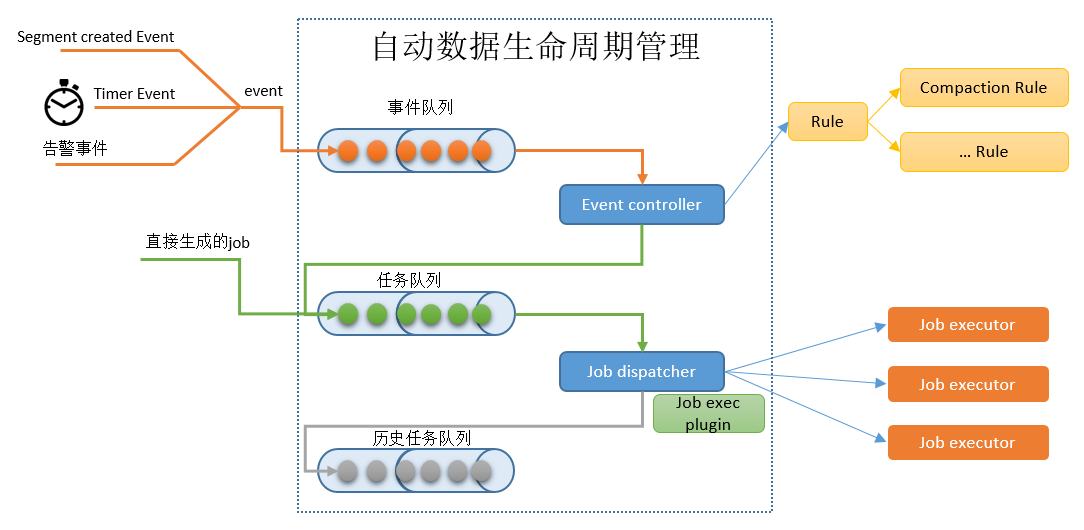 自动数据生命周期管理
Segment created Event
Timer Event
event
告警事件
事件队列
Event controller
Rule
Compaction Rule
... Rule
直接生成的job
任务队列
Job dispatcher
Job exec
plugin
Job executor
Job executor
Job executor
历史任务队列